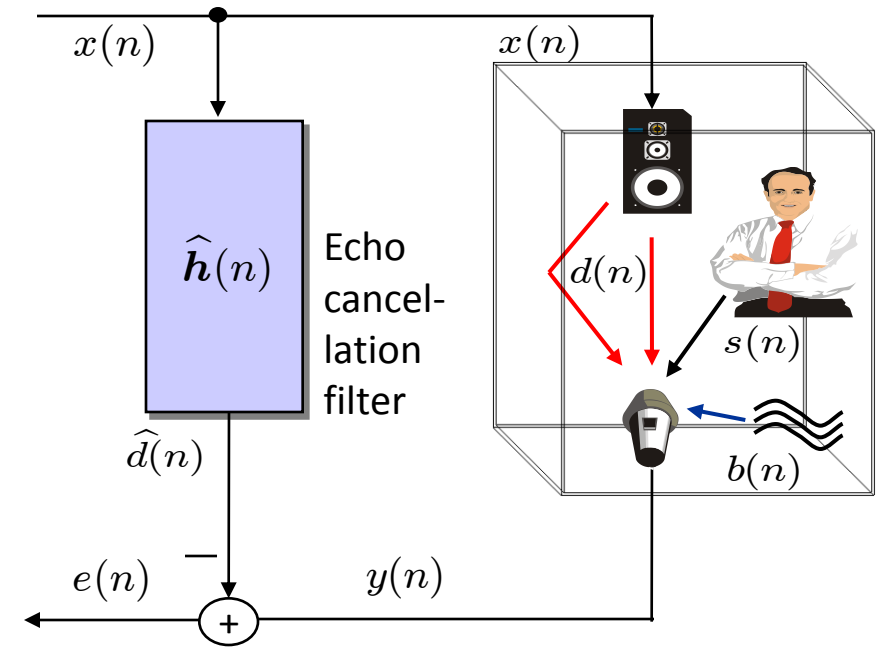 x(n)
x(n)
ĥ(n)
Echo
cancel-
lation
filter
d(n)
s(n)
b(n)
d̂(n)
—
e(n)
y(n)
+